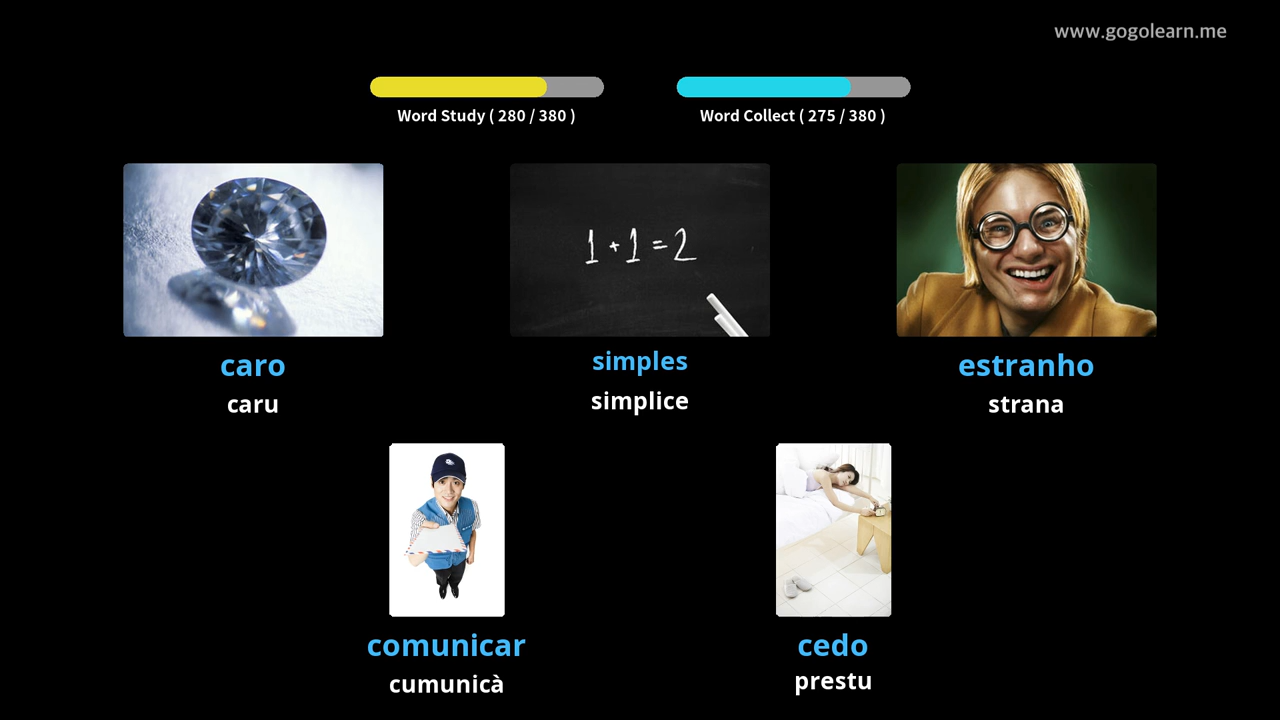 www.gogolearn.me
Word Study ( 280 / 380 )
Word Collect ( 275 / 380 )
1 + 1 = 2
caro
caru
simples
simplice
estranho
strana
comunicar
cumunicà
cedo
prestu